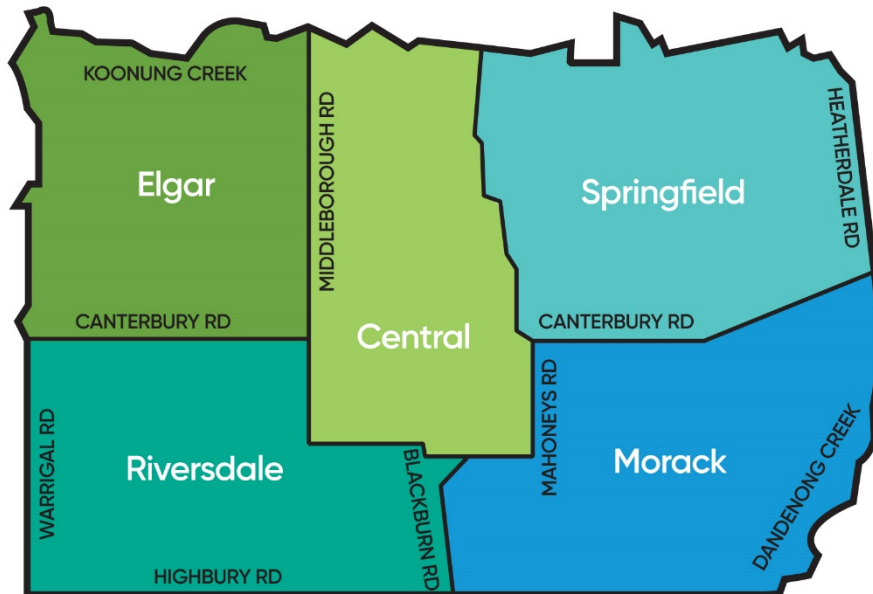 KOONUNG CREEK
Elgar
MIDDLEBOROUGH RD
Springfield
HEATHERDALE RD
CANTERBURY RD
Central
CANTERBURY RD
WARRIGAL RD
Riversdale
BLACKBURN RD
MAHONEYS RD
Morack
DANDENONG CREEK
HIGHBURY RD